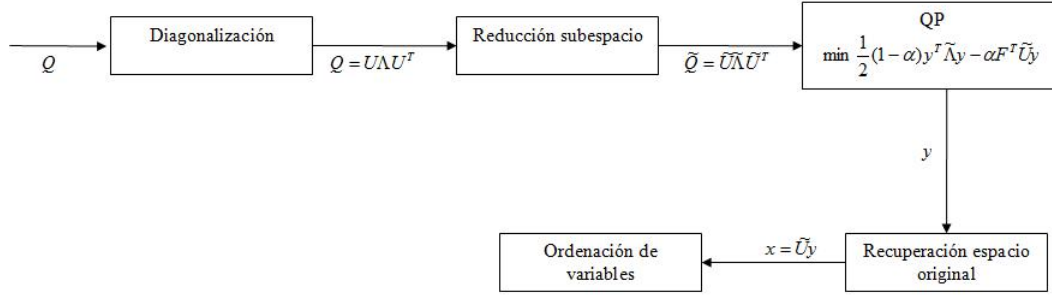 Q
Diagonalización
Q = UΛU^T
Reducción subespacio
Q̃ = ŨΛ̃Ũ^T
QP
min 1/2 (1−α)y^T Λ̃y − αF^T Ũy
y
Recuperación espacio
original
x = Ũy
Ordenación de
variables